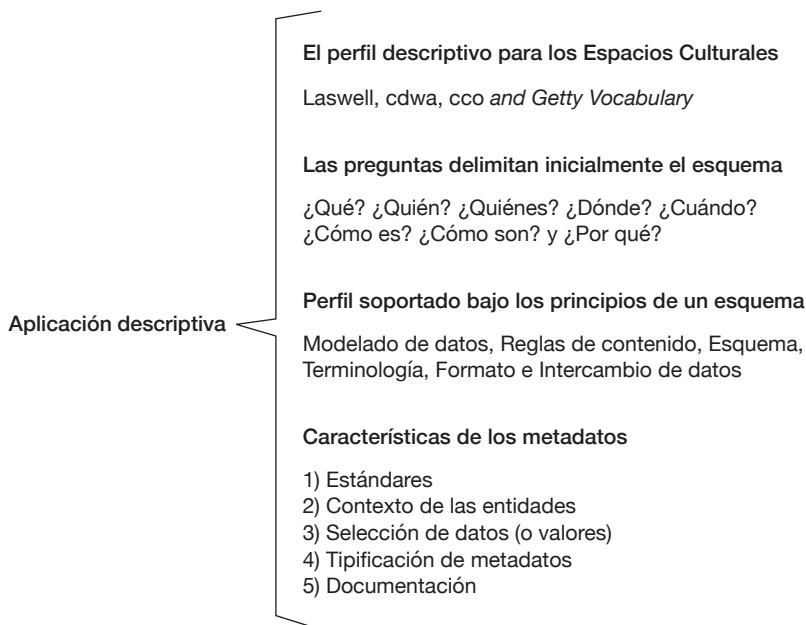 Aplicación descriptiva
El perfil descriptivo para los Espacios Culturales
Laswell, cdwa, cco and Getty Vocabulary
Las preguntas delimitan inicialmente el esquema
¿Qué? ¿Quién? ¿Quiénes? ¿Dónde? ¿Cuándo?
¿Cómo es? ¿Cómo son? y ¿Por qué?
Perfil soportado bajo los principios de un esquema
Modelado de datos, Reglas de contenido, Esquema,
Terminología, Formato e Intercambio de datos
Características de los metadatos
1) Estándares
2) Contexto de las entidades
3) Selección de datos (o valores)
4) Tipificación de metadatos
5) Documentación